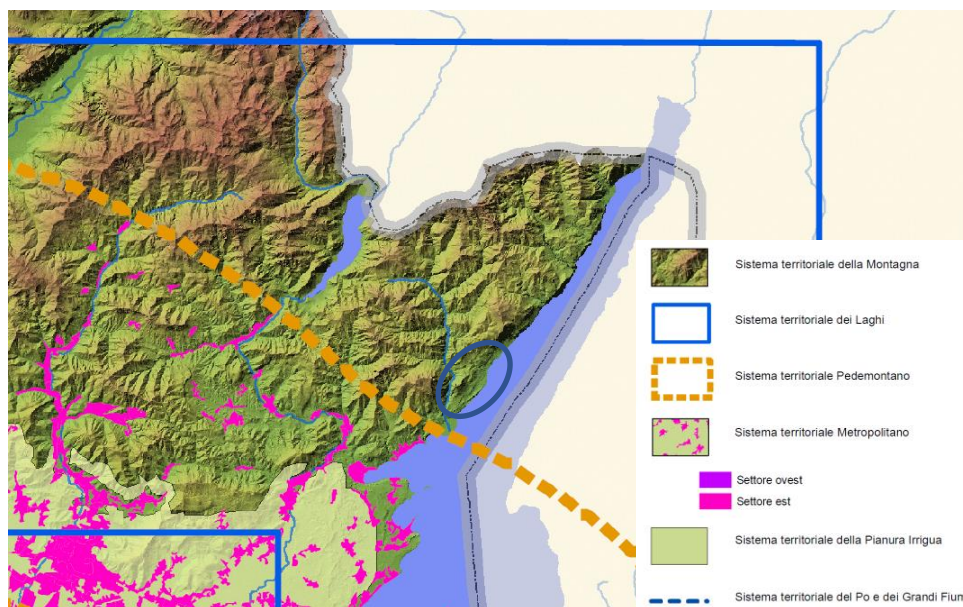 Sistema territoriale della Montagna
Sistema territoriale dei Laghi
Sistema territoriale Pedemontano
Sistema territoriale Metropolitano
Settore ovest
Settore est
Sistema territoriale della Pianura Irrigua
Sistema territoriale del Po e dei Grandi Fium